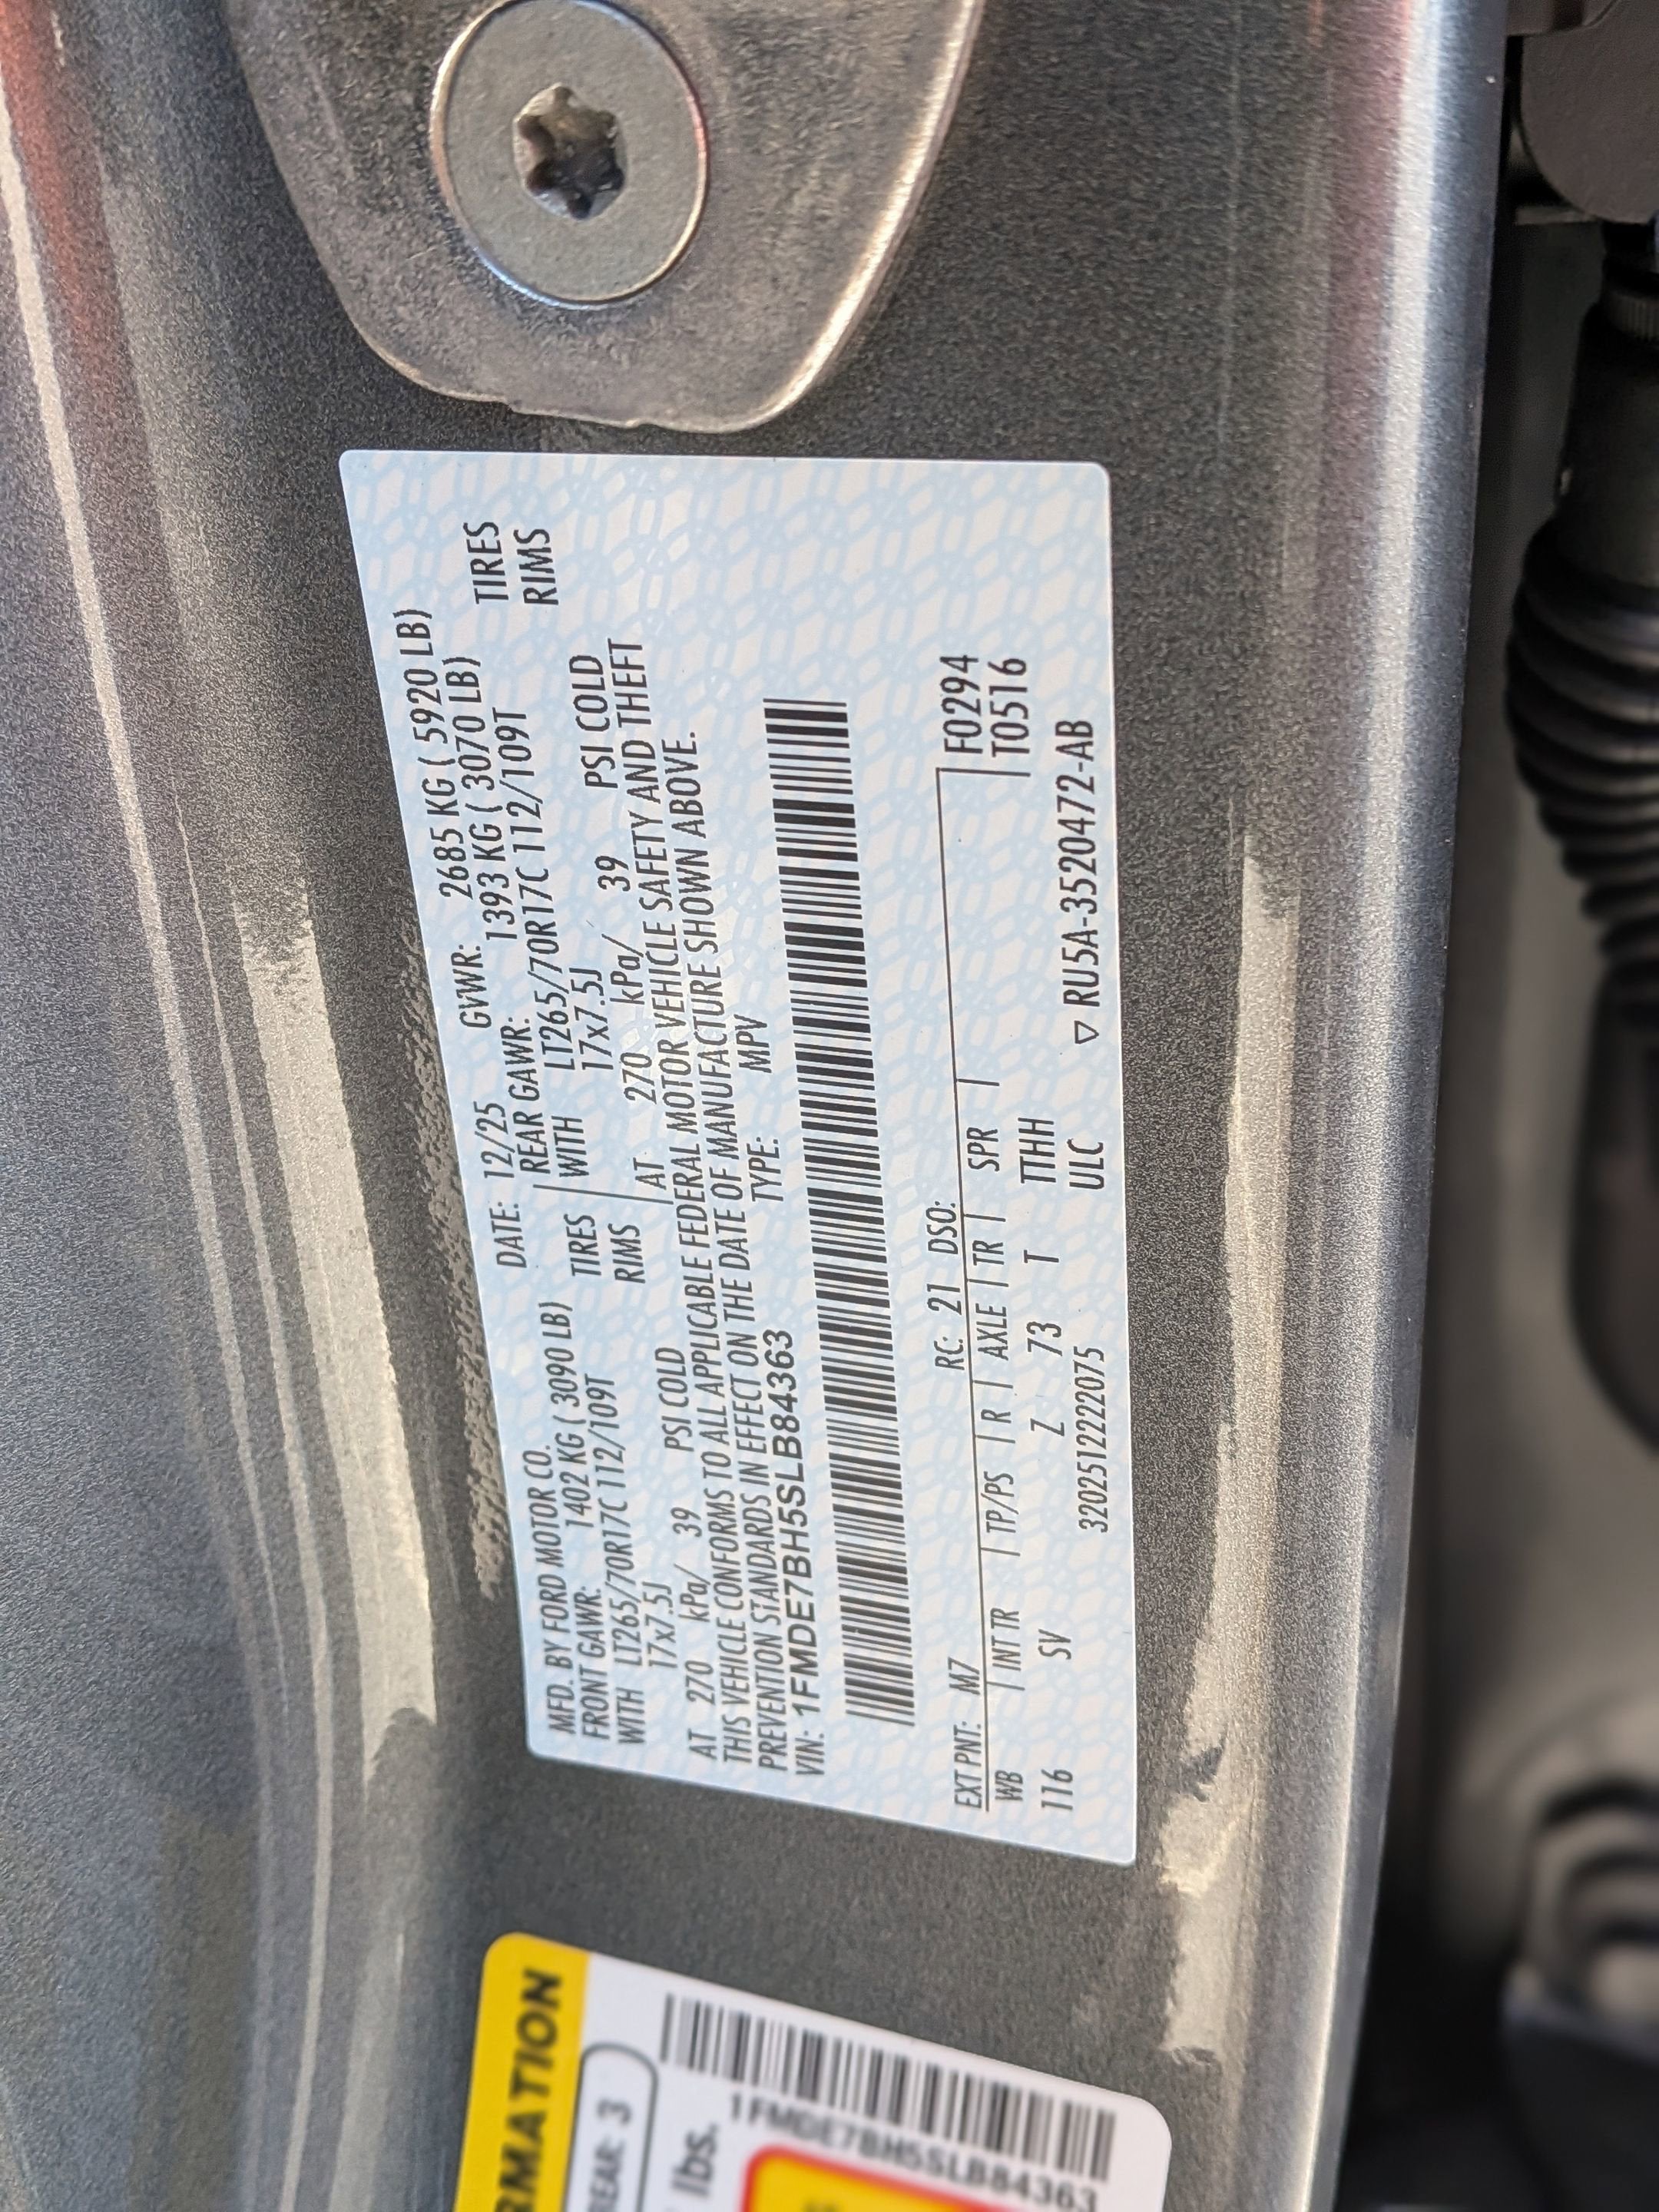 MFD. BY FORD MOTOR CO. DATE: 12/25 GVWR: 2685 KG ( 5920 LB)
FRONT GAWR: 1402 KG ( 3090 LB) REAR GAWR: 1393 KG ( 3070 LB)
WITH LT265/70R17C 112/109T TIRES WITH LT265/70R17C 112/109T TIRES
17x7.5J RIMS 17x7.5J RIMS
AT 270 kPa/ 39 PSI COLD AT 270 kPa/ 39 PSI COLD
THIS VEHICLE CONFORMS TO ALL APPLICABLE FEDERAL MOTOR VEHICLE SAFETY AND THEFT
PREVENTION STANDARDS IN EFFECT ON THE DATE OF MANUFACTURE SHOWN ABOVE.
VIN: 1FMDE7BH5SLB84363 TYPE: MPV
EXT PNT: M7 RC: 21 DSO: F0294
WB INT TR TP/PS R AXLE TR SPR T0516
116 SV Z 73 T TTHH
3202512222075 ULC ▽ RU5A-3520472-AB
RMATION
REAR: 3
lbs.
1FMDE7BH5SLB84363